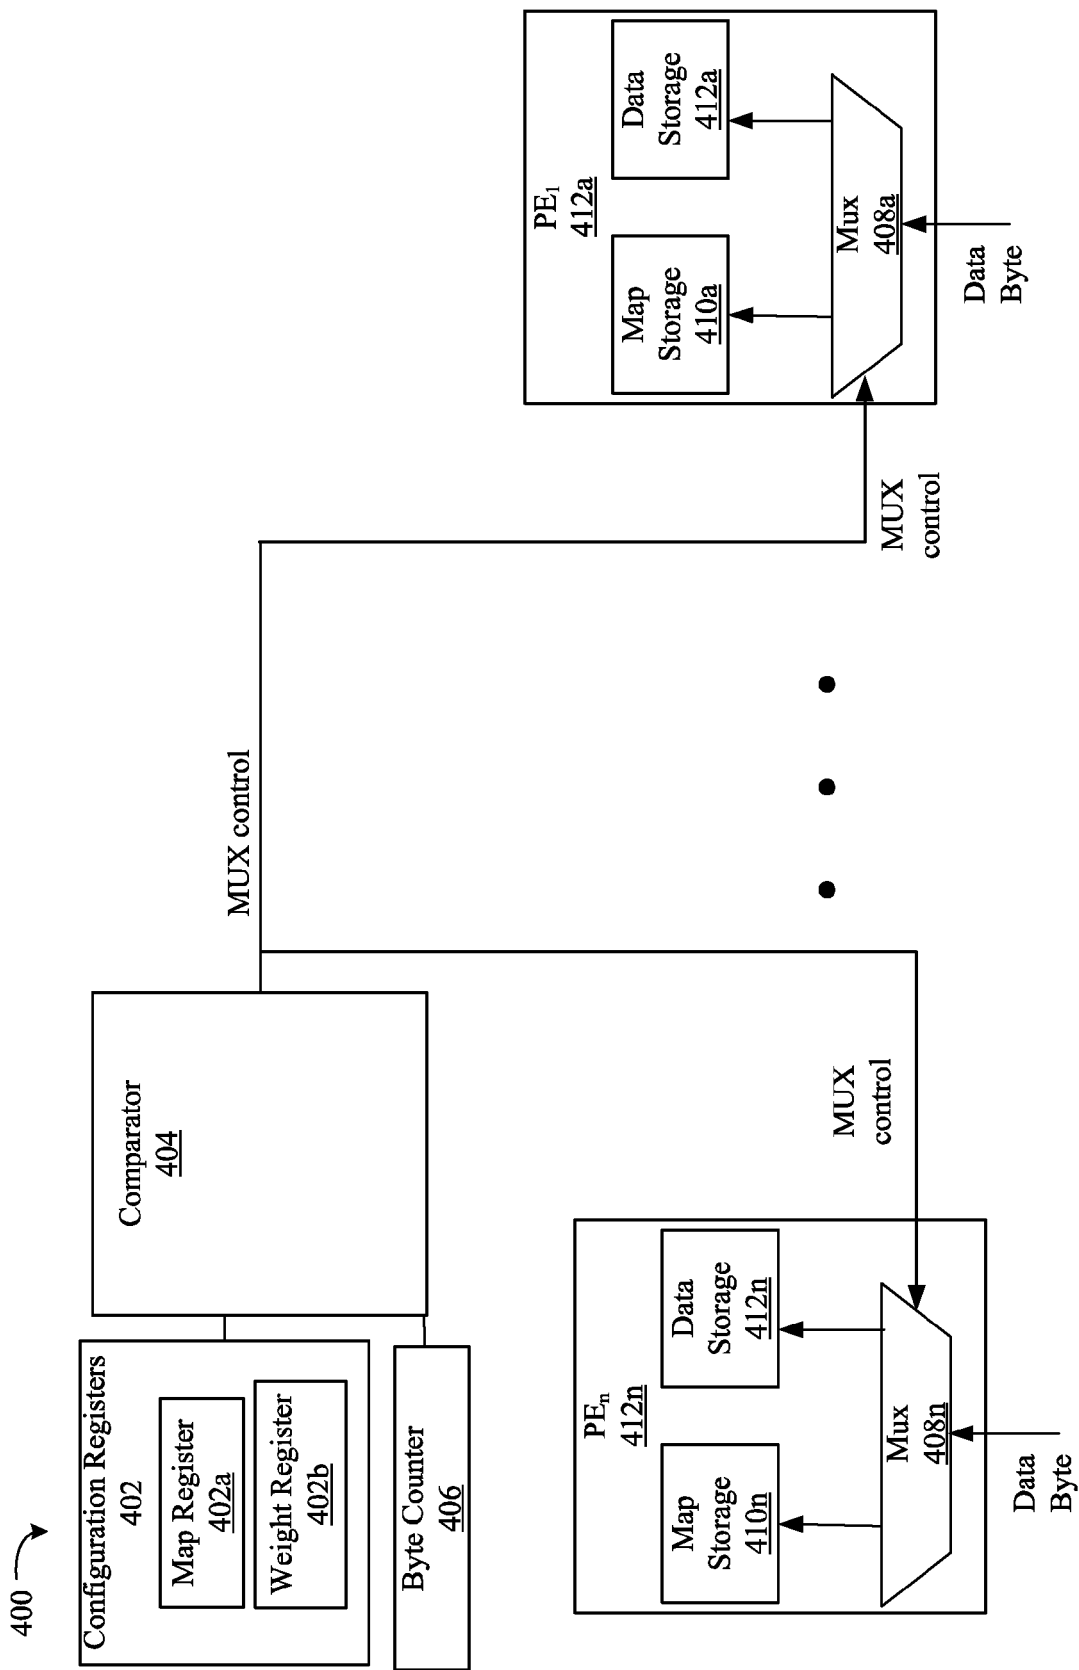 400
Configuration Registers
402
Map Register
402a
Weight Register
402b
Byte Counter
406
Comparator
404
MUX control
PEn
412n
Map
Storage
410n
Data
Storage
412n
Mux
408n
Data
Byte
MUX
control
PE1
412a
Map
Storage
410a
Data
Storage
412a
Mux
408a
Data
Byte
MUX
control